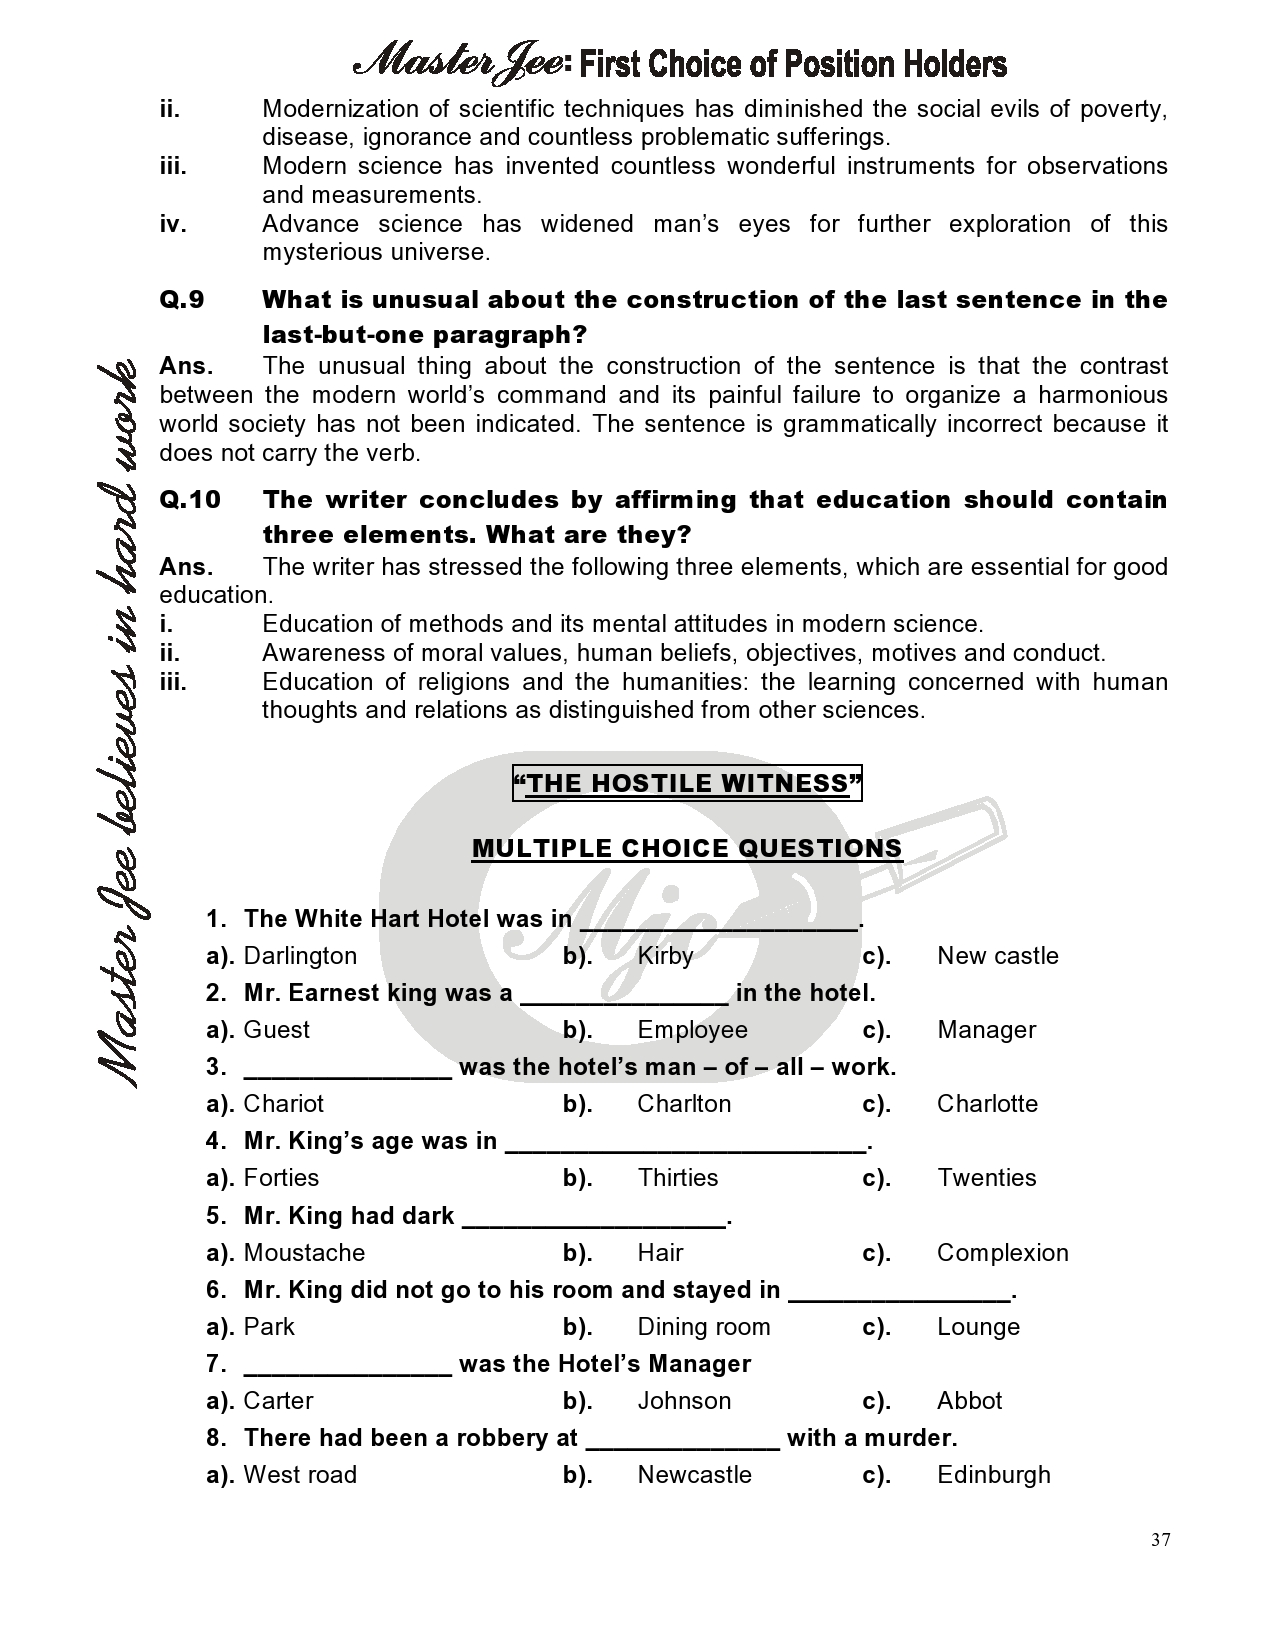 Master Jee: First Choice of Position Holders
ii. Modernization of scientific techniques has diminished the social evils of poverty,
disease, ignorance and countless problematic sufferings.
iii. Modern science has invented countless wonderful instruments for observations
and measurements.
iv. Advance science has widened man’s eyes for further exploration of this
mysterious universe.
Q.9 What is unusual about the construction of the last sentence in the
last-but-one paragraph?
Ans. The unusual thing about the construction of the sentence is that the contrast
between the modern world’s command and its painful failure to organize a harmonious
world society has not been indicated. The sentence is grammatically incorrect because it
does not carry the verb.
Q.10 The writer concludes by affirming that education should contain
three elements. What are they?
Ans. The writer has stressed the following three elements, which are essential for good
education.
i. Education of methods and its mental attitudes in modern science.
ii. Awareness of moral values, human beliefs, objectives, motives and conduct.
iii. Education of religions and the humanities: the learning concerned with human
thoughts and relations as distinguished from other sciences.
Master Jee believes in hard work
“THE HOSTILE WITNESS”
MULTIPLE CHOICE QUESTIONS
Mjc
1. The White Hart Hotel was in ____________________.
a). Darlington b). Kirby c). New castle
2. Mr. Earnest king was a _______________ in the hotel.
a). Guest b). Employee c). Manager
3. _______________ was the hotel’s man – of – all – work.
a). Chariot b). Charlton c). Charlotte
4. Mr. King’s age was in __________________________.
a). Forties b). Thirties c). Twenties
5. Mr. King had dark ___________________.
a). Moustache b). Hair c). Complexion
6. Mr. King did not go to his room and stayed in ________________.
a). Park b). Dining room c). Lounge
7. _______________ was the Hotel’s Manager
a). Carter b). Johnson c). Abbot
8. There had been a robbery at ______________ with a murder.
a). West road b). Newcastle c). Edinburgh
37